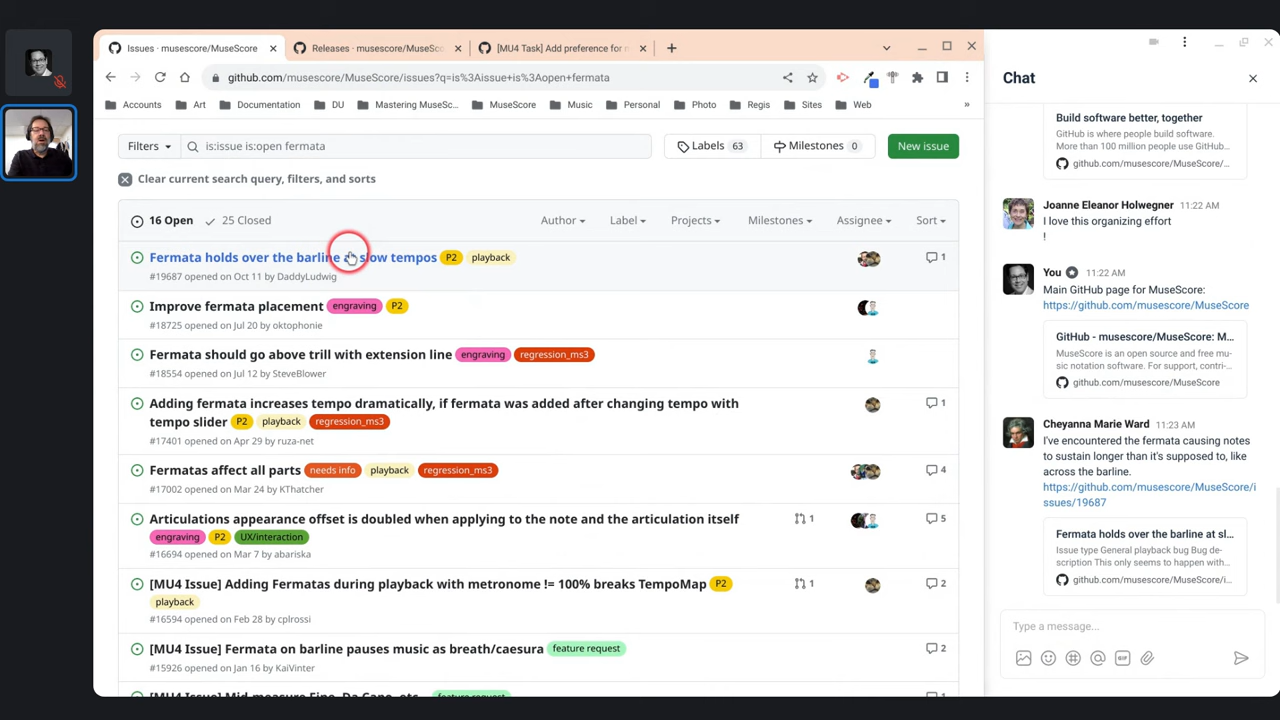 Issues · musescore/MuseScore
Releases · musescore/MuseSco
[MU4 Task] Add preference for n
github.com/musescore/MuseScore/issues?q=is%3Aissue+is%3Aopen+fermata
Accounts
Art
Documentation
DU
Mastering MuseSc...
MuseScore
Music
Personal
Photo
Regis
Sites
Web
»
Filters
is:issue is:open fermata
Labels 63
Milestones 0
New issue
Clear current search query, filters, and sorts
16 Open
25 Closed
Author
Label
Projects
Milestones
Assignee
Sort
Fermata holds over the barline at slow tempos P2 playback
1
#19687 opened on Oct 11 by DaddyLudwig
Improve fermata placement engraving P2
#18725 opened on Jul 20 by oktophonie
Fermata should go above trill with extension line engraving regression_ms3
#18554 opened on Jul 12 by SteveBlower
Adding fermata increases tempo dramatically, if fermata was added after changing tempo with
1
tempo slider P2 playback regression_ms3
#17401 opened on Apr 29 by ruza-net
Fermatas affect all parts needs info playback regression_ms3
4
#17002 opened on Mar 24 by KThatcher
Articulations appearance offset is doubled when applying to the note and the articulation itself
1
5
engraving P2 UX/interaction
#16694 opened on Mar 7 by abariska
[MU4 Issue] Adding Fermatas during playback with metronome != 100% breaks TempoMap P2
1
2
playback
#16594 opened on Feb 28 by cplrossi
[MU4 Issue] Fermata on barline pauses music as breath/caesura feature request
2
#15926 opened on Jan 16 by KaiVinter
[MU4 Issue] Mid-measure Fine, Da Capo, etc. feature request
1
Chat
Build software better, together
GitHub is where people build software.
More than 100 million people use GitHub...
github.com/musescore/MuseScore/...
Joanne Eleanor Holwegner 11:22 AM
I love this organizing effort
!
You 11:22 AM
Main GitHub page for MuseScore:
https://github.com/musescore/MuseScore
GitHub - musescore/MuseScore: M...
MuseScore is an open source and free mu-
sic notation software. For support, contri-...
github.com/musescore/MuseScore
Cheyanna Marie Ward 11:23 AM
I've encountered the fermata causing notes
to sustain longer than it's supposed to, like
across the barline.
https://github.com/musescore/MuseScore/i
ssues/19687
Fermata holds over the barline at sl...
Issue type General playback bug Bug de-
scription This only seems to happen with...
github.com/musescore/MuseScore/i...
Type a message...
GIF